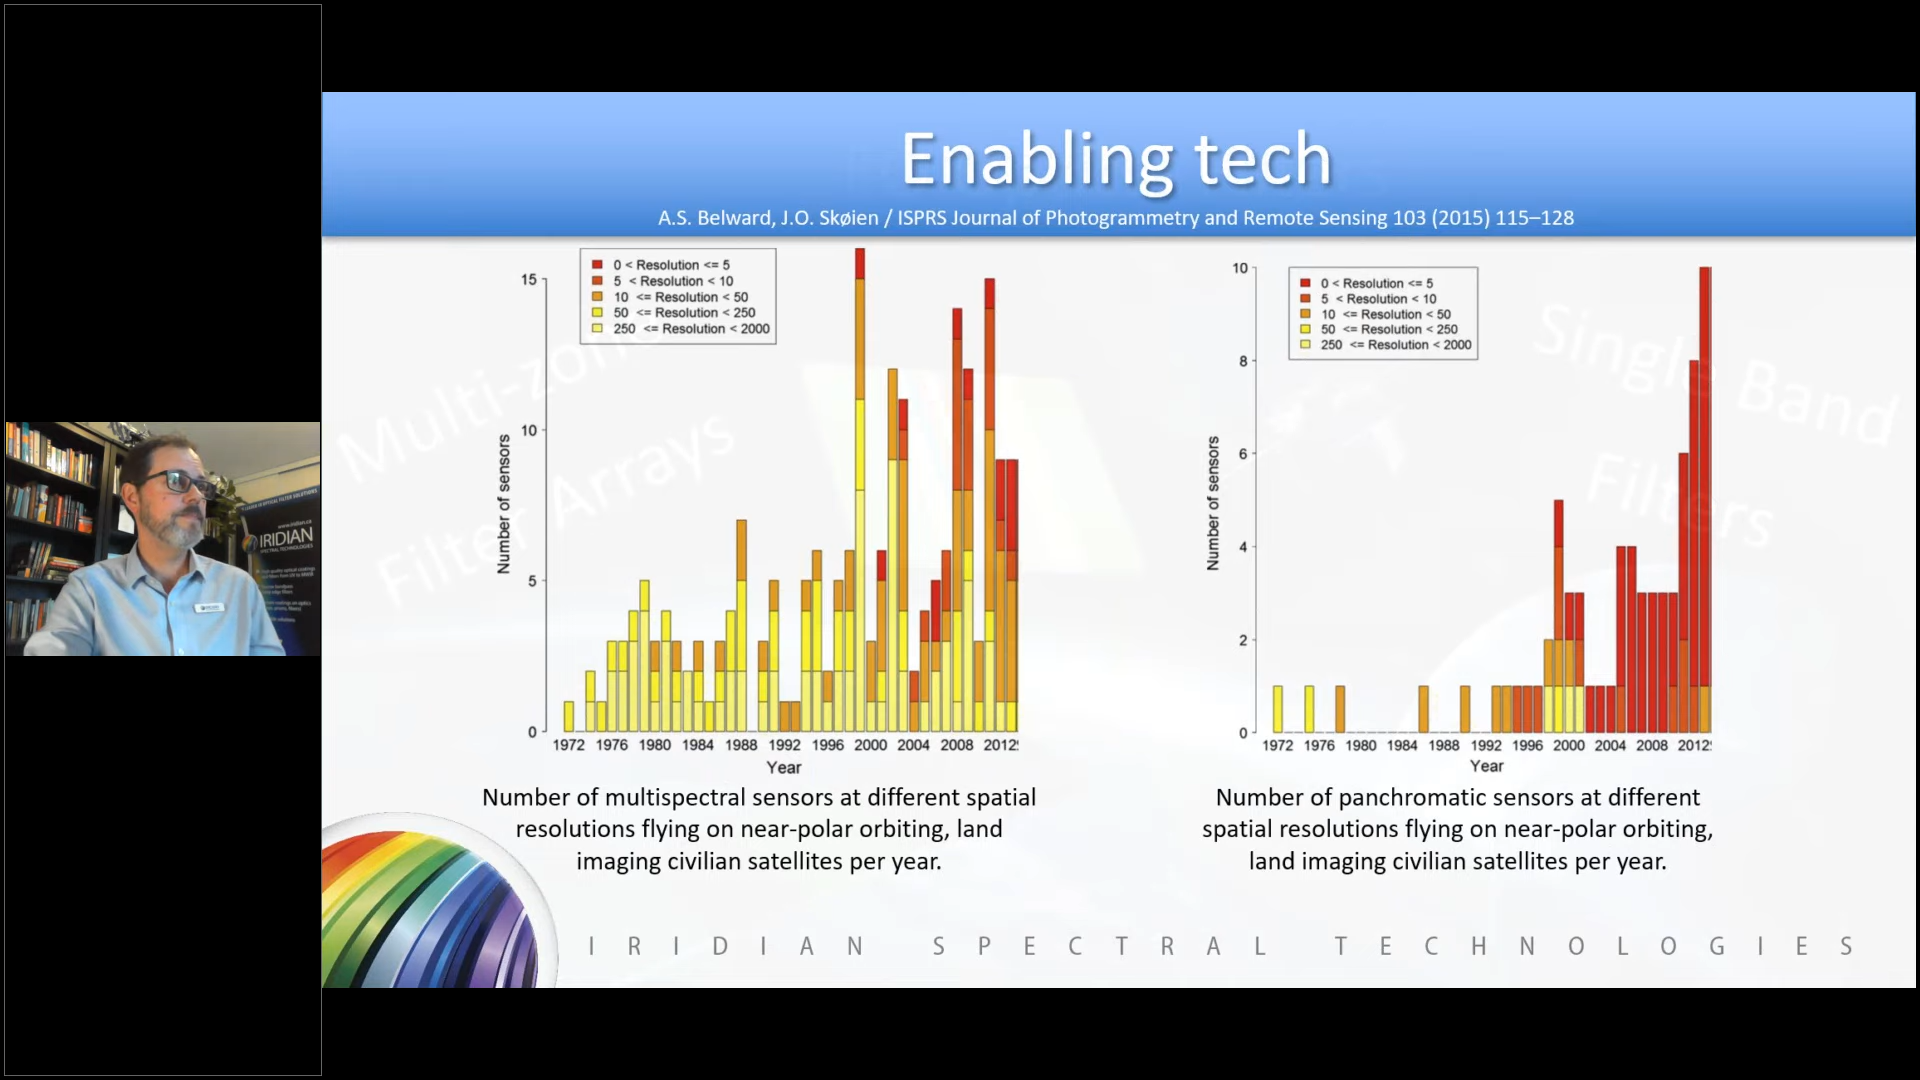 Enabling tech
A.S. Belward, J.O. Skøien / ISPRS Journal of Photogrammetry and Remote Sensing 103 (2015) 115–128
0 < Resolution <= 5
5 < Resolution < 10
10 <= Resolution < 50
50 <= Resolution < 250
250 <= Resolution < 2000
15
10
5
0
Number of sensors
1972 1976 1980 1984 1988 1992 1996 2000 2004 2008 2012
Year
Number of multispectral sensors at different spatial
resolutions flying on near-polar orbiting, land
imaging civilian satellites per year.
0 < Resolution <= 5
5 < Resolution < 10
10 <= Resolution < 50
50 <= Resolution < 250
250 <= Resolution < 2000
10
8
6
4
2
0
Number of sensors
1972 1976 1980 1984 1988 1992 1996 2000 2004 2008 2012
Year
Number of panchromatic sensors at different
spatial resolutions flying on near-polar orbiting,
land imaging civilian satellites per year.
Multi-zone
Filter Arrays
Single Band
Filters
www.iridian.ca
IRIDIAN
SPECTRAL TECHNOLOGIES
IRIDIAN SPECTRAL TECHNOLOGIES